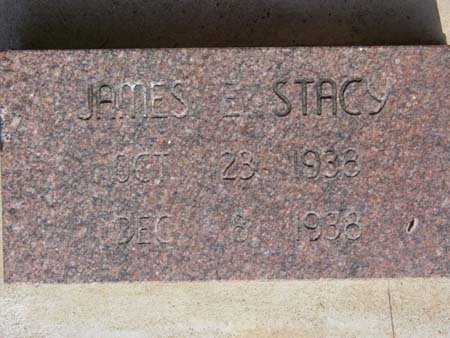 JAMES E STACY
OCT 23 1938
DEC 8 1938